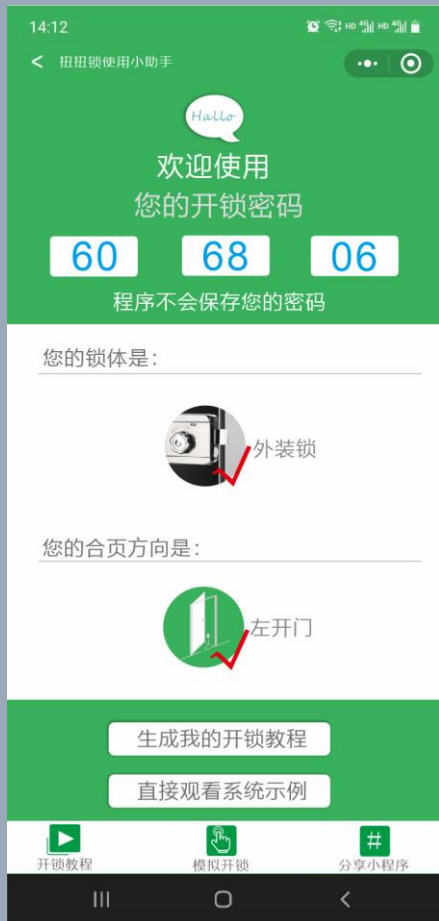 14:12
HD 4G HD 4G
扭扭锁使用小助手
Hallo
欢迎使用
您的开锁密码
60 68 06
程序不会保存您的密码
您的锁体是：
外装锁
您的合页方向是：
左开门
生成我的开锁教程
直接观看系统示例
开锁教程 模拟开锁 分享小程序